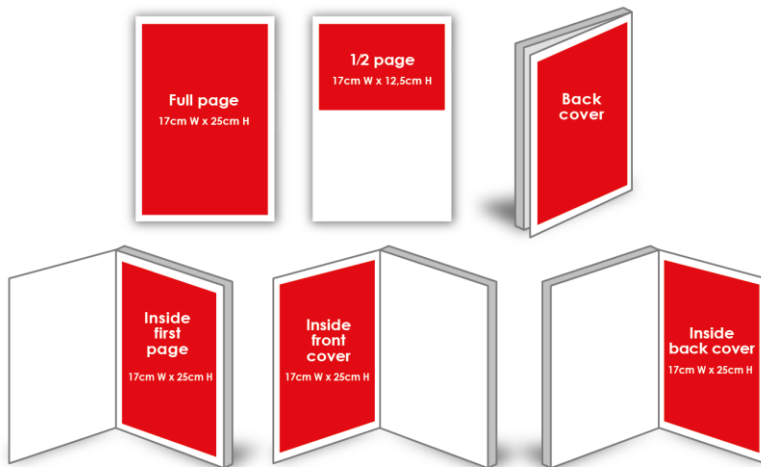 Full page
17cm W x 25cm H
1/2 page
17cm W x 12,5cm H
Back
cover
Inside
first
page
17cm W x 25cm H
Inside
front
cover
17cm W x 25cm H
Inside
back cover
17cm W x 25cm H